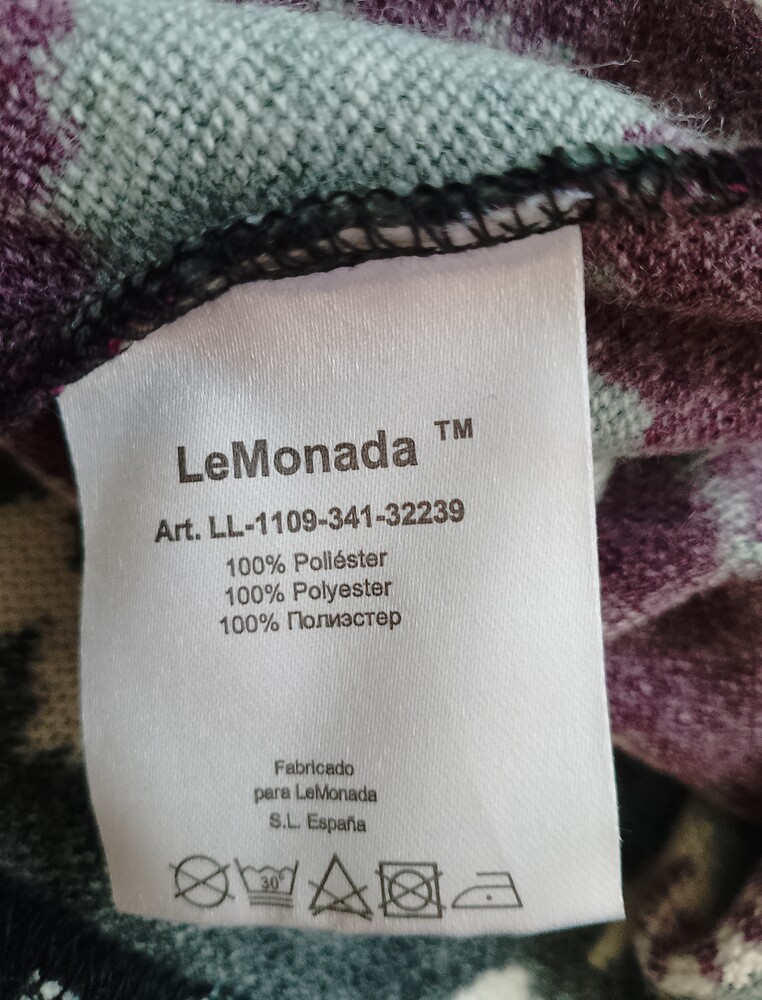 LeMonada ™
Art. LL-1109-341-32239
100% Poliéster
100% Polyester
100% Полиэстер
Fabricado
para LeMonada
S.L. España
30°